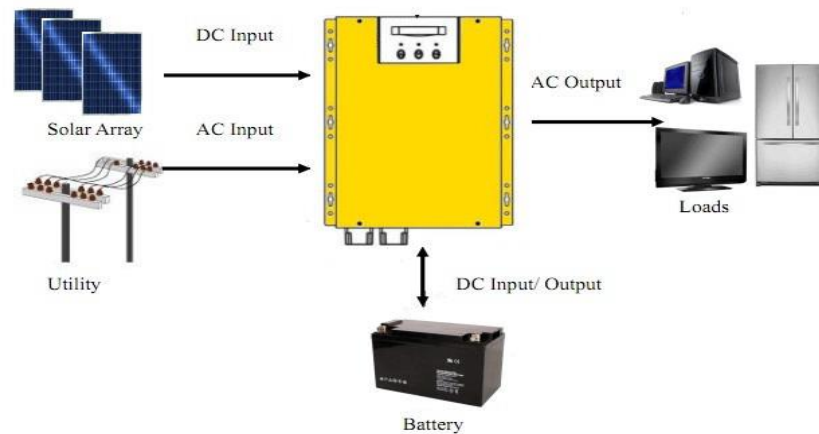 DC Input
AC Output
Solar Array
AC Input
Loads
Utility
DC Input/ Output
Battery